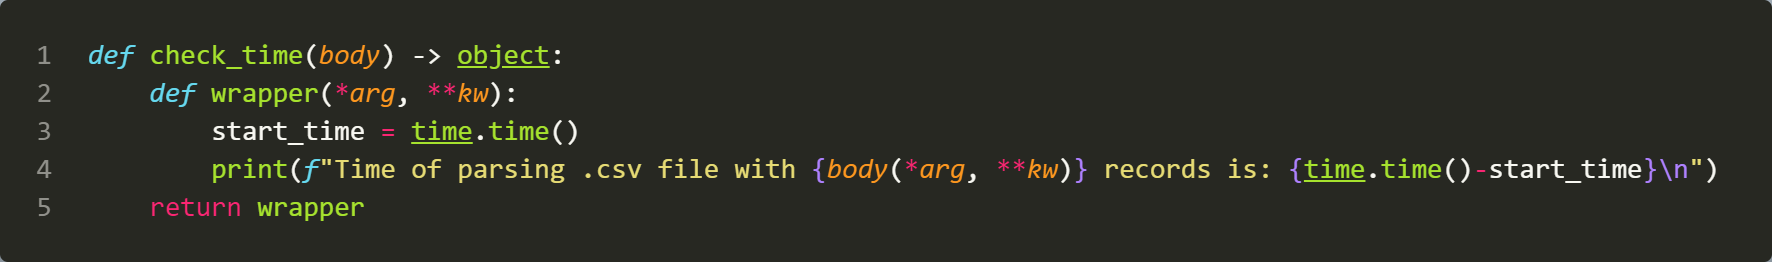 1 def check_time(body) -> object:
2     def wrapper(*arg, **kw):
3         start_time = time.time()
4         print(f"Time of parsing .csv file with {body(*arg, **kw)} records is: {time.time()-start_time}\n")
5     return wrapper